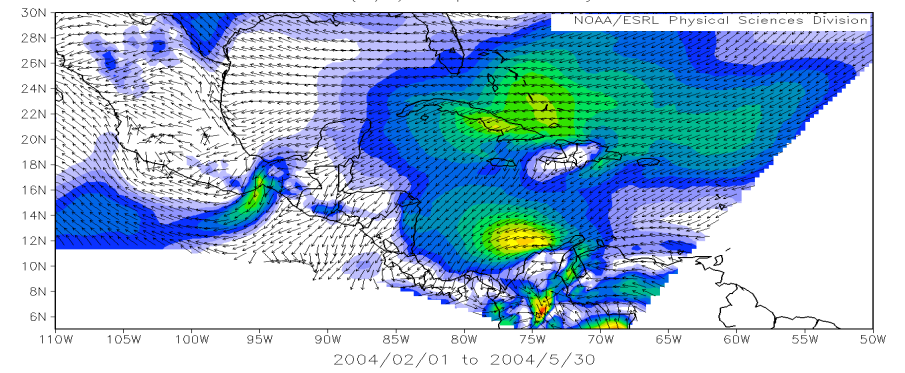 NOAA/ESRL Physical Sciences Division
30N
28N
26N
24N
22N
20N
18N
16N
14N
12N
10N
8N
6N
110W 105W 100W 95W 90W 85W 80W 75W 70W 65W 60W 55W 50W
2004/02/01 to 2004/5/30